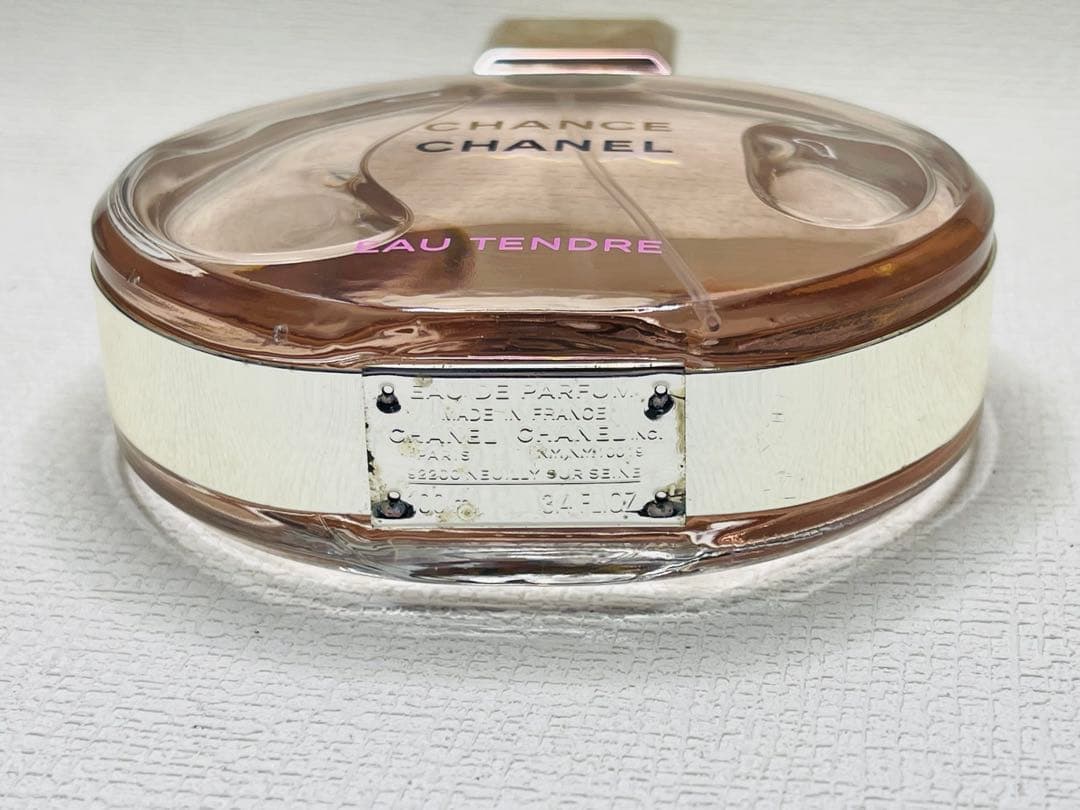 CHANCE
CHANEL
EAU TENDRE
EAU DE PARFUM
MADE IN FRANCE
CHANEL CHANEL INC.
PARIS N.Y., N.Y. 10019
92200 NEUILLY SUR SEINE
100 ml 3.4 FL. OZ.